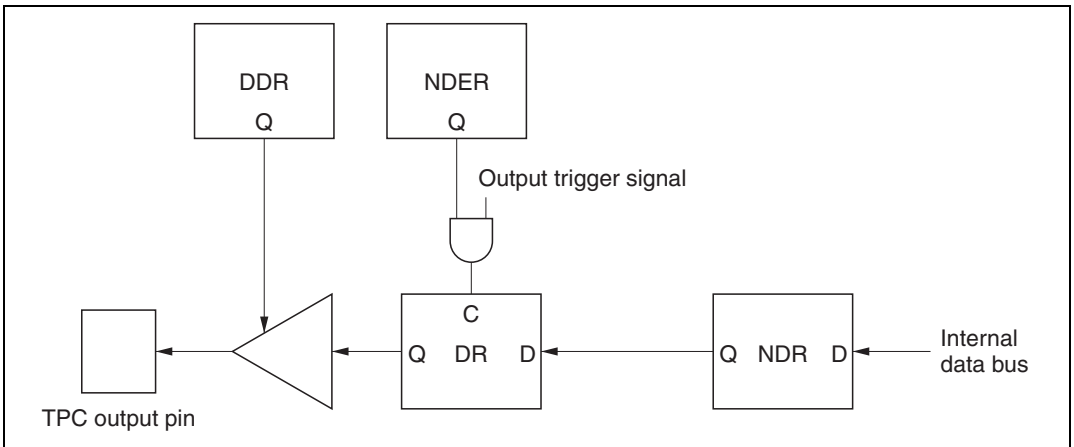 DDR
Q
NDER
Q
Output trigger signal
C
Q DR D
Q NDR D
Internal
data bus
TPC output pin